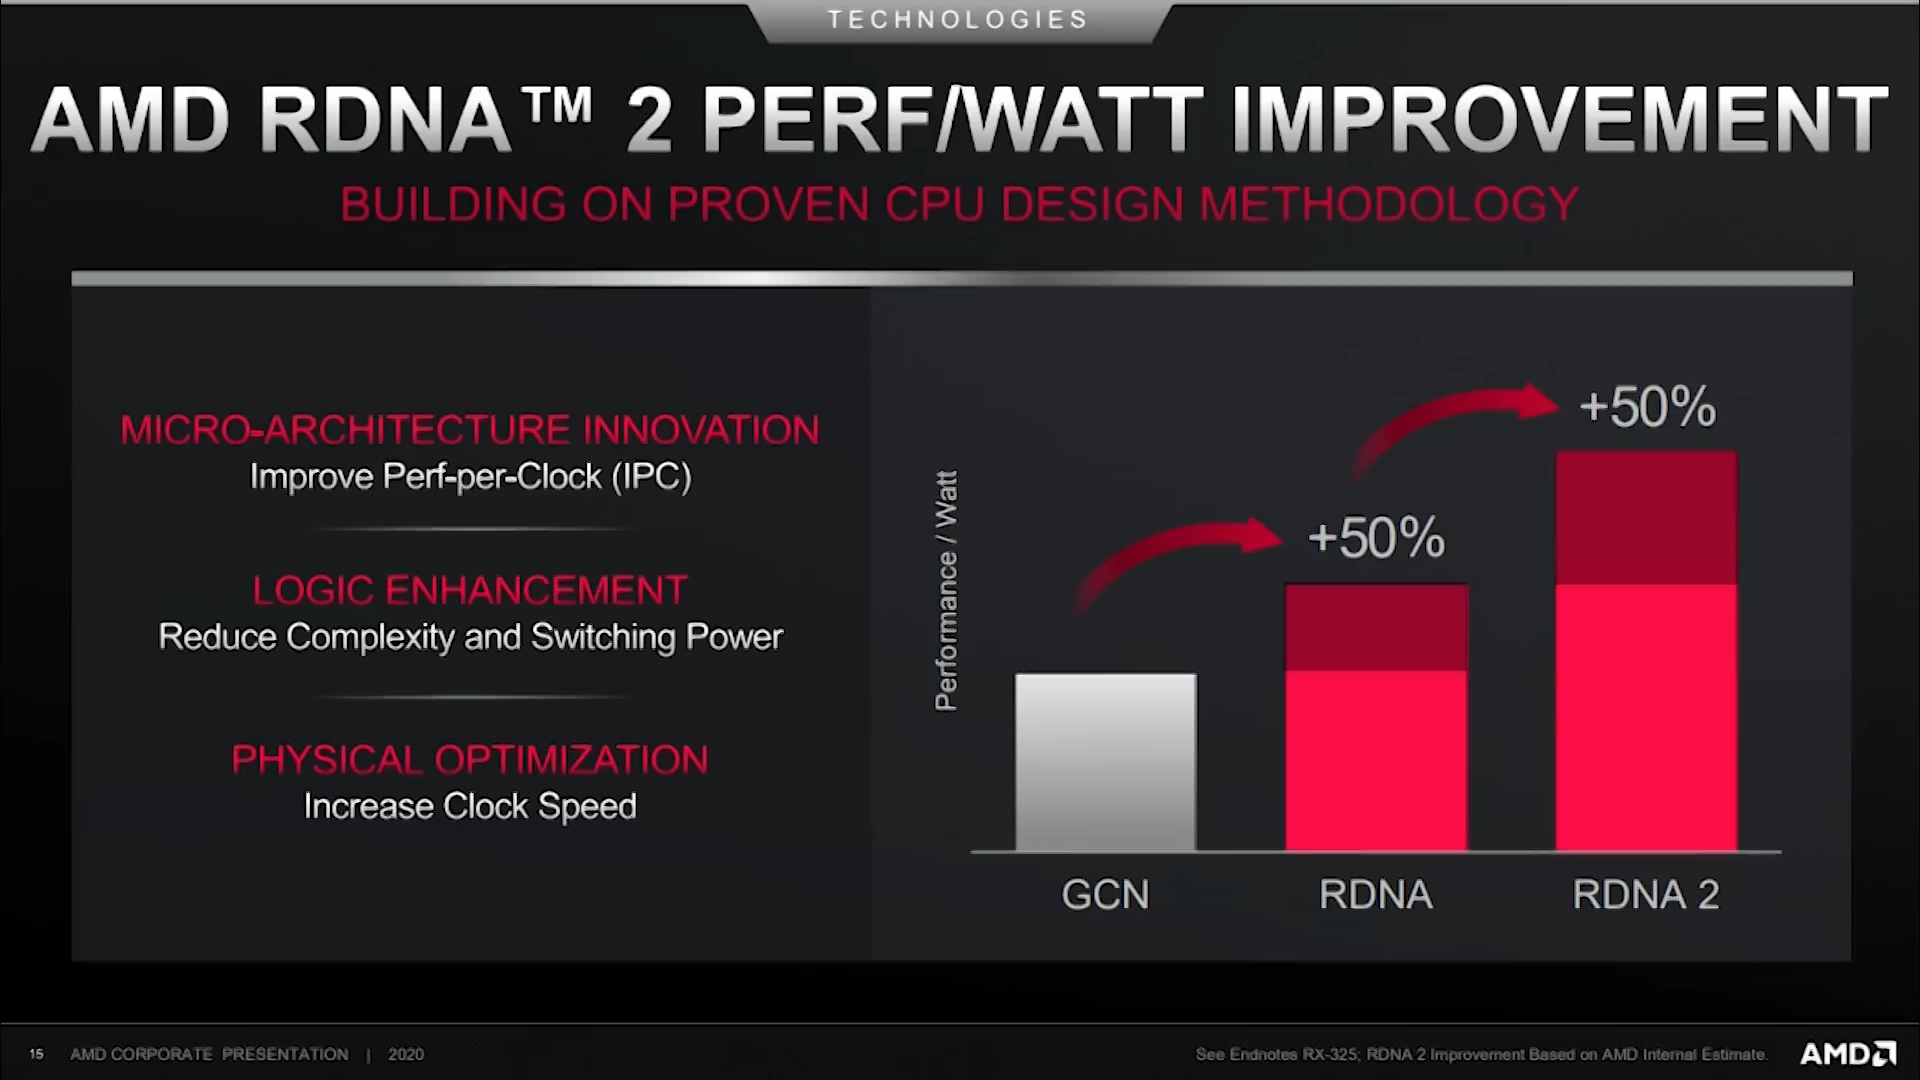 TECHNOLOGIES
AMD RDNA™ 2 PERF/WATT IMPROVEMENT
BUILDING ON PROVEN CPU DESIGN METHODOLOGY
MICRO-ARCHITECTURE INNOVATION
Improve Perf-per-Clock (IPC)
LOGIC ENHANCEMENT
Reduce Complexity and Switching Power
PHYSICAL OPTIMIZATION
Increase Clock Speed
Performance / Watt
+50%
+50%
GCN
RDNA
RDNA 2
15 AMD CORPORATE PRESENTATION | 2020
See Endnotes RX-325; RDNA 2 Improvement Based on AMD Internal Estimate.
AMD